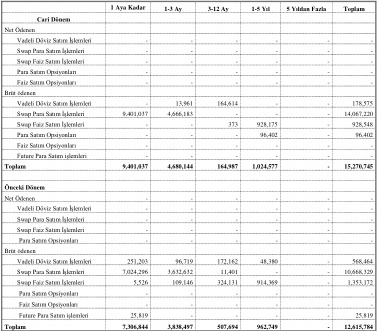 1 Aya Kadar 1-3 Ay 3-12 Ay 1-5 Yıl 5 Yıldan Fazla Toplam
Cari Dönem
Net Ödenen
Vadeli Döviz Satım İşlemleri - - - - - -
Swap Para Satım İşlemleri - - - - - -
Swap Faiz Satım İşlemleri - - - - - -
Para Satım Opsiyonları - - - - - -
Faiz Satım Opsiyonları - - - - - -
Brüt ödenen
Vadeli Döviz Satım İşlemleri - 13,961 164,614 - - 178,575
Swap Para Satım İşlemleri 9,401,037 4,666,183 - - - 14,067,220
Swap Faiz Satım İşlemleri - - 373 928,175 - 928,548
Para Satım Opsiyonları - - - 96,402 - 96,402
Faiz Satım Opsiyonları - - - - - -
Future Para Satım işlemleri - - - - -
Toplam 9,401,037 4,680,144 164,987 1,024,577 - 15,270,745
Önceki Dönem
Net Ödenen - - - - - -
Vadeli Döviz Satım İşlemleri - - - - - -
Swap Para Satım İşlemleri - - - - - -
Swap Faiz Satım İşlemleri - - - - - -
Para Satım Opsiyonları - - - - - -
Brüt ödenen
Vadeli Döviz Satım İşlemleri 251,203 96,719 172,162 48,380 - 568,464
Swap Para Satım İşlemleri 7,024,296 3,632,632 11,401 - - 10,668,329
Swap Faiz Satım İşlemleri 5,526 109,146 324,131 914,369 - 1,353,172
Para Satım Opsiyonları - - - - - -
Faiz Satım Opsiyonları - - - - - -
Future Para Satım işlemleri 25,819 - - - - 25,819
Toplam 7,306,844 3,838,497 507,694 962,749 - 12,615,784